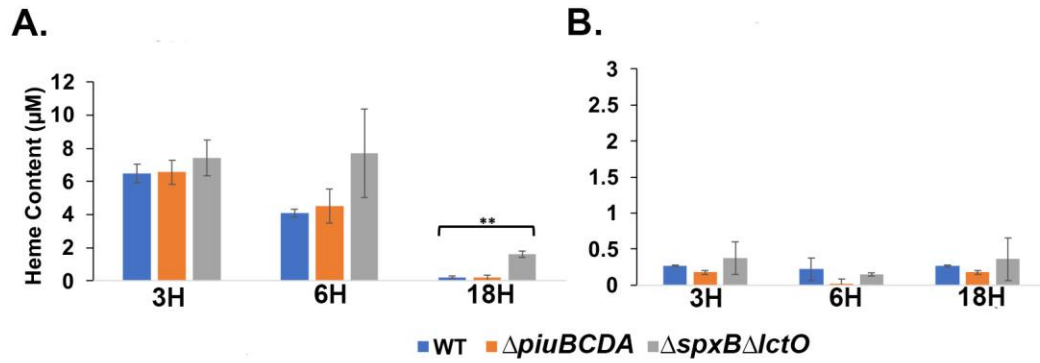 A.
B.
Heme Content (µM)
12
10
8
6
4
2
0
**
3H 6H 18H
3
2.5
2
1.5
1
0.5
0
3H 6H 18H
WT ΔpiuBCDA ΔspxBΔlctO